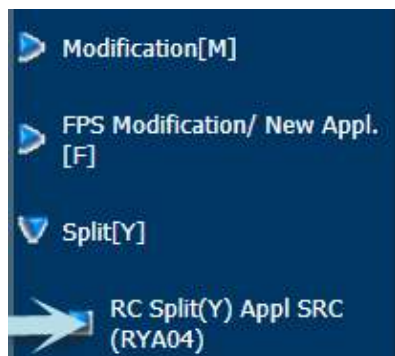 Modification[M]
FPS Modification/ New Appl.
[F]
Split[Y]
RC Split(Y) Appl SRC
(RYA04)